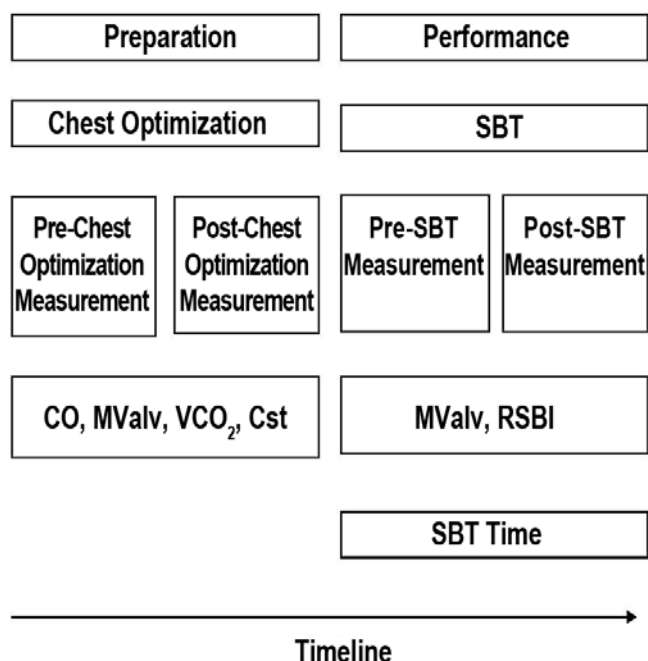 Preparation
Performance
Chest Optimization
SBT
Pre-Chest
Optimization
Measurement
Post-Chest
Optimization
Measurement
Pre-SBT
Measurement
Post-SBT
Measurement
CO, MValv, VCO₂, Cst
MValv, RSBI
SBT Time
Timeline